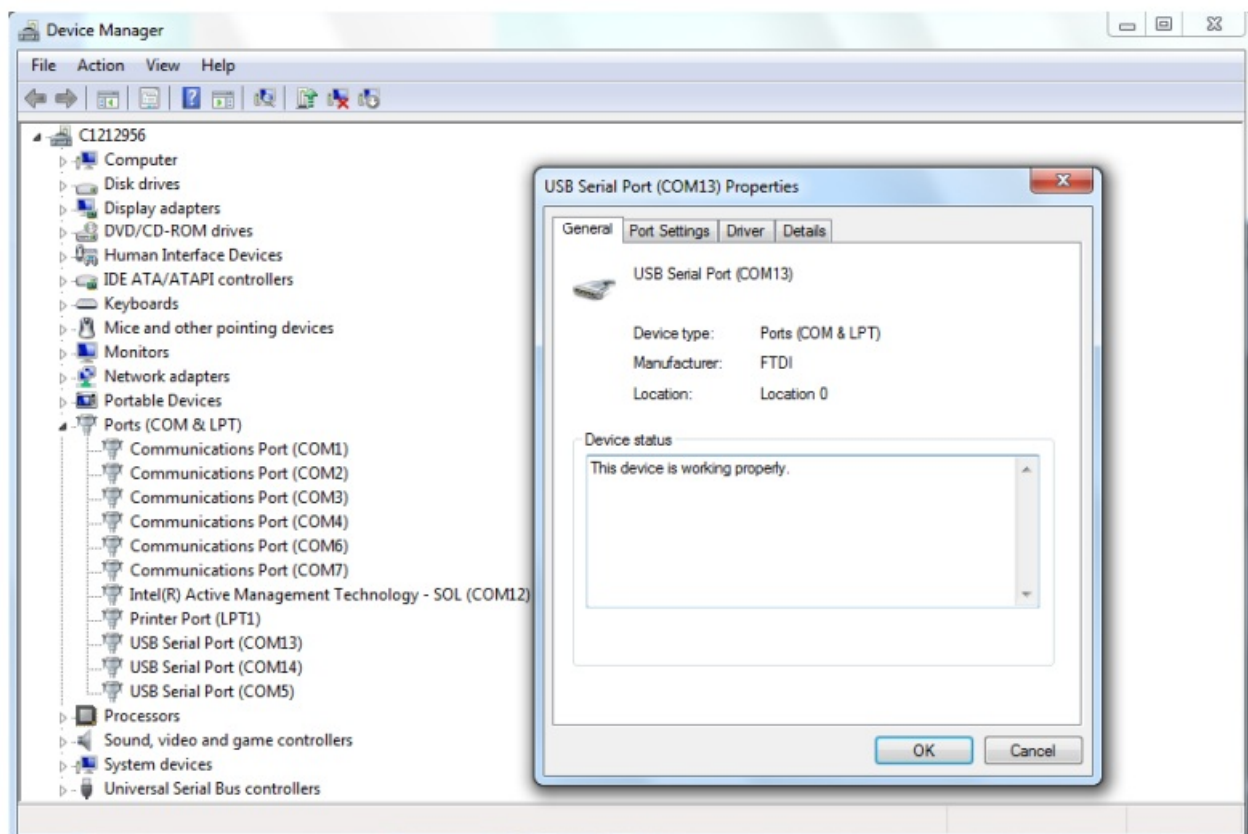 Device Manager
File Action View Help
C1212956
Computer
Disk drives
Display adapters
DVD/CD-ROM drives
Human Interface Devices
IDE ATA/ATAPI controllers
Keyboards
Mice and other pointing devices
Monitors
Network adapters
Portable Devices
Ports (COM & LPT)
Communications Port (COM1)
Communications Port (COM2)
Communications Port (COM3)
Communications Port (COM4)
Communications Port (COM6)
Communications Port (COM7)
Intel(R) Active Management Technology - SOL (COM12)
Printer Port (LPT1)
USB Serial Port (COM13)
USB Serial Port (COM14)
USB Serial Port (COM5)
Processors
Sound, video and game controllers
System devices
Universal Serial Bus controllers
USB Serial Port (COM13) Properties
General Port Settings Driver Details
USB Serial Port (COM13)
Device type: Ports (COM & LPT)
Manufacturer: FTDI
Location: Location 0
Device status
This device is working properly.
OK Cancel